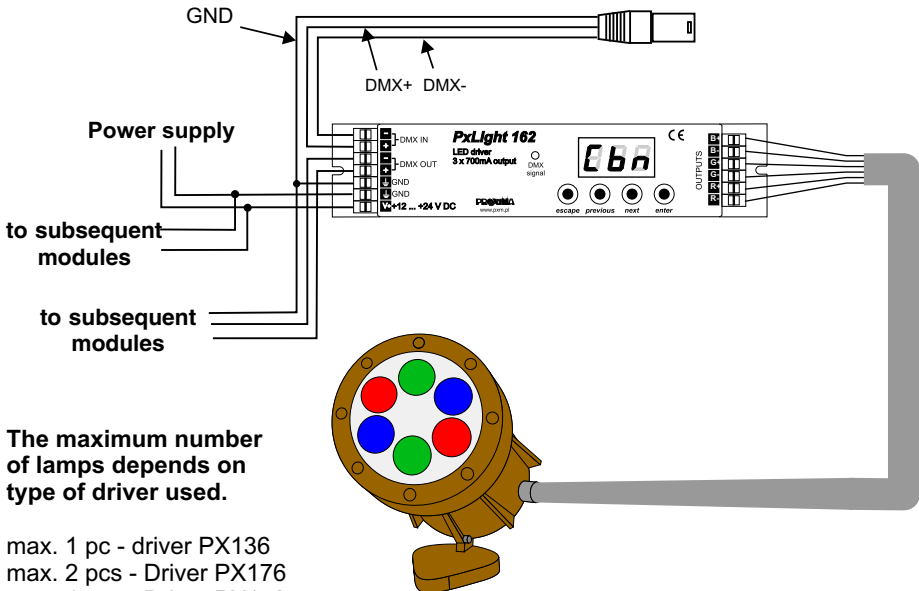 GND
DMX+ DMX-
Power supply
DMX IN
DMX OUT
GND
GND
V+ +12 ... +24 V DC
PxLight 162
LED driver
3 x 700mA output
DMX
signal
Cbn
CE
PROXIMA
www.pxm.pl
escape previous next enter
OUTPUTS
B+
B-
G+
G-
R+
R-
to subsequent
modules
to subsequent
modules
The maximum number
of lamps depends on
type of driver used.
max. 1 pc - driver PX136
max. 2 pcs - Driver PX176